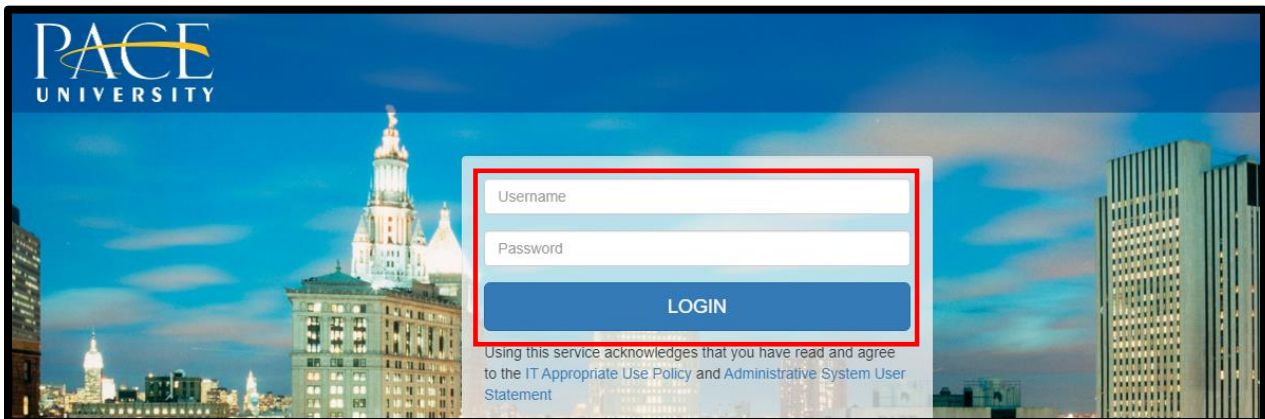 PACE
UNIVERSITY
Username
Password
LOGIN
Using this service acknowledges that you have read and agree
to the IT Appropriate Use Policy and Administrative System User
Statement